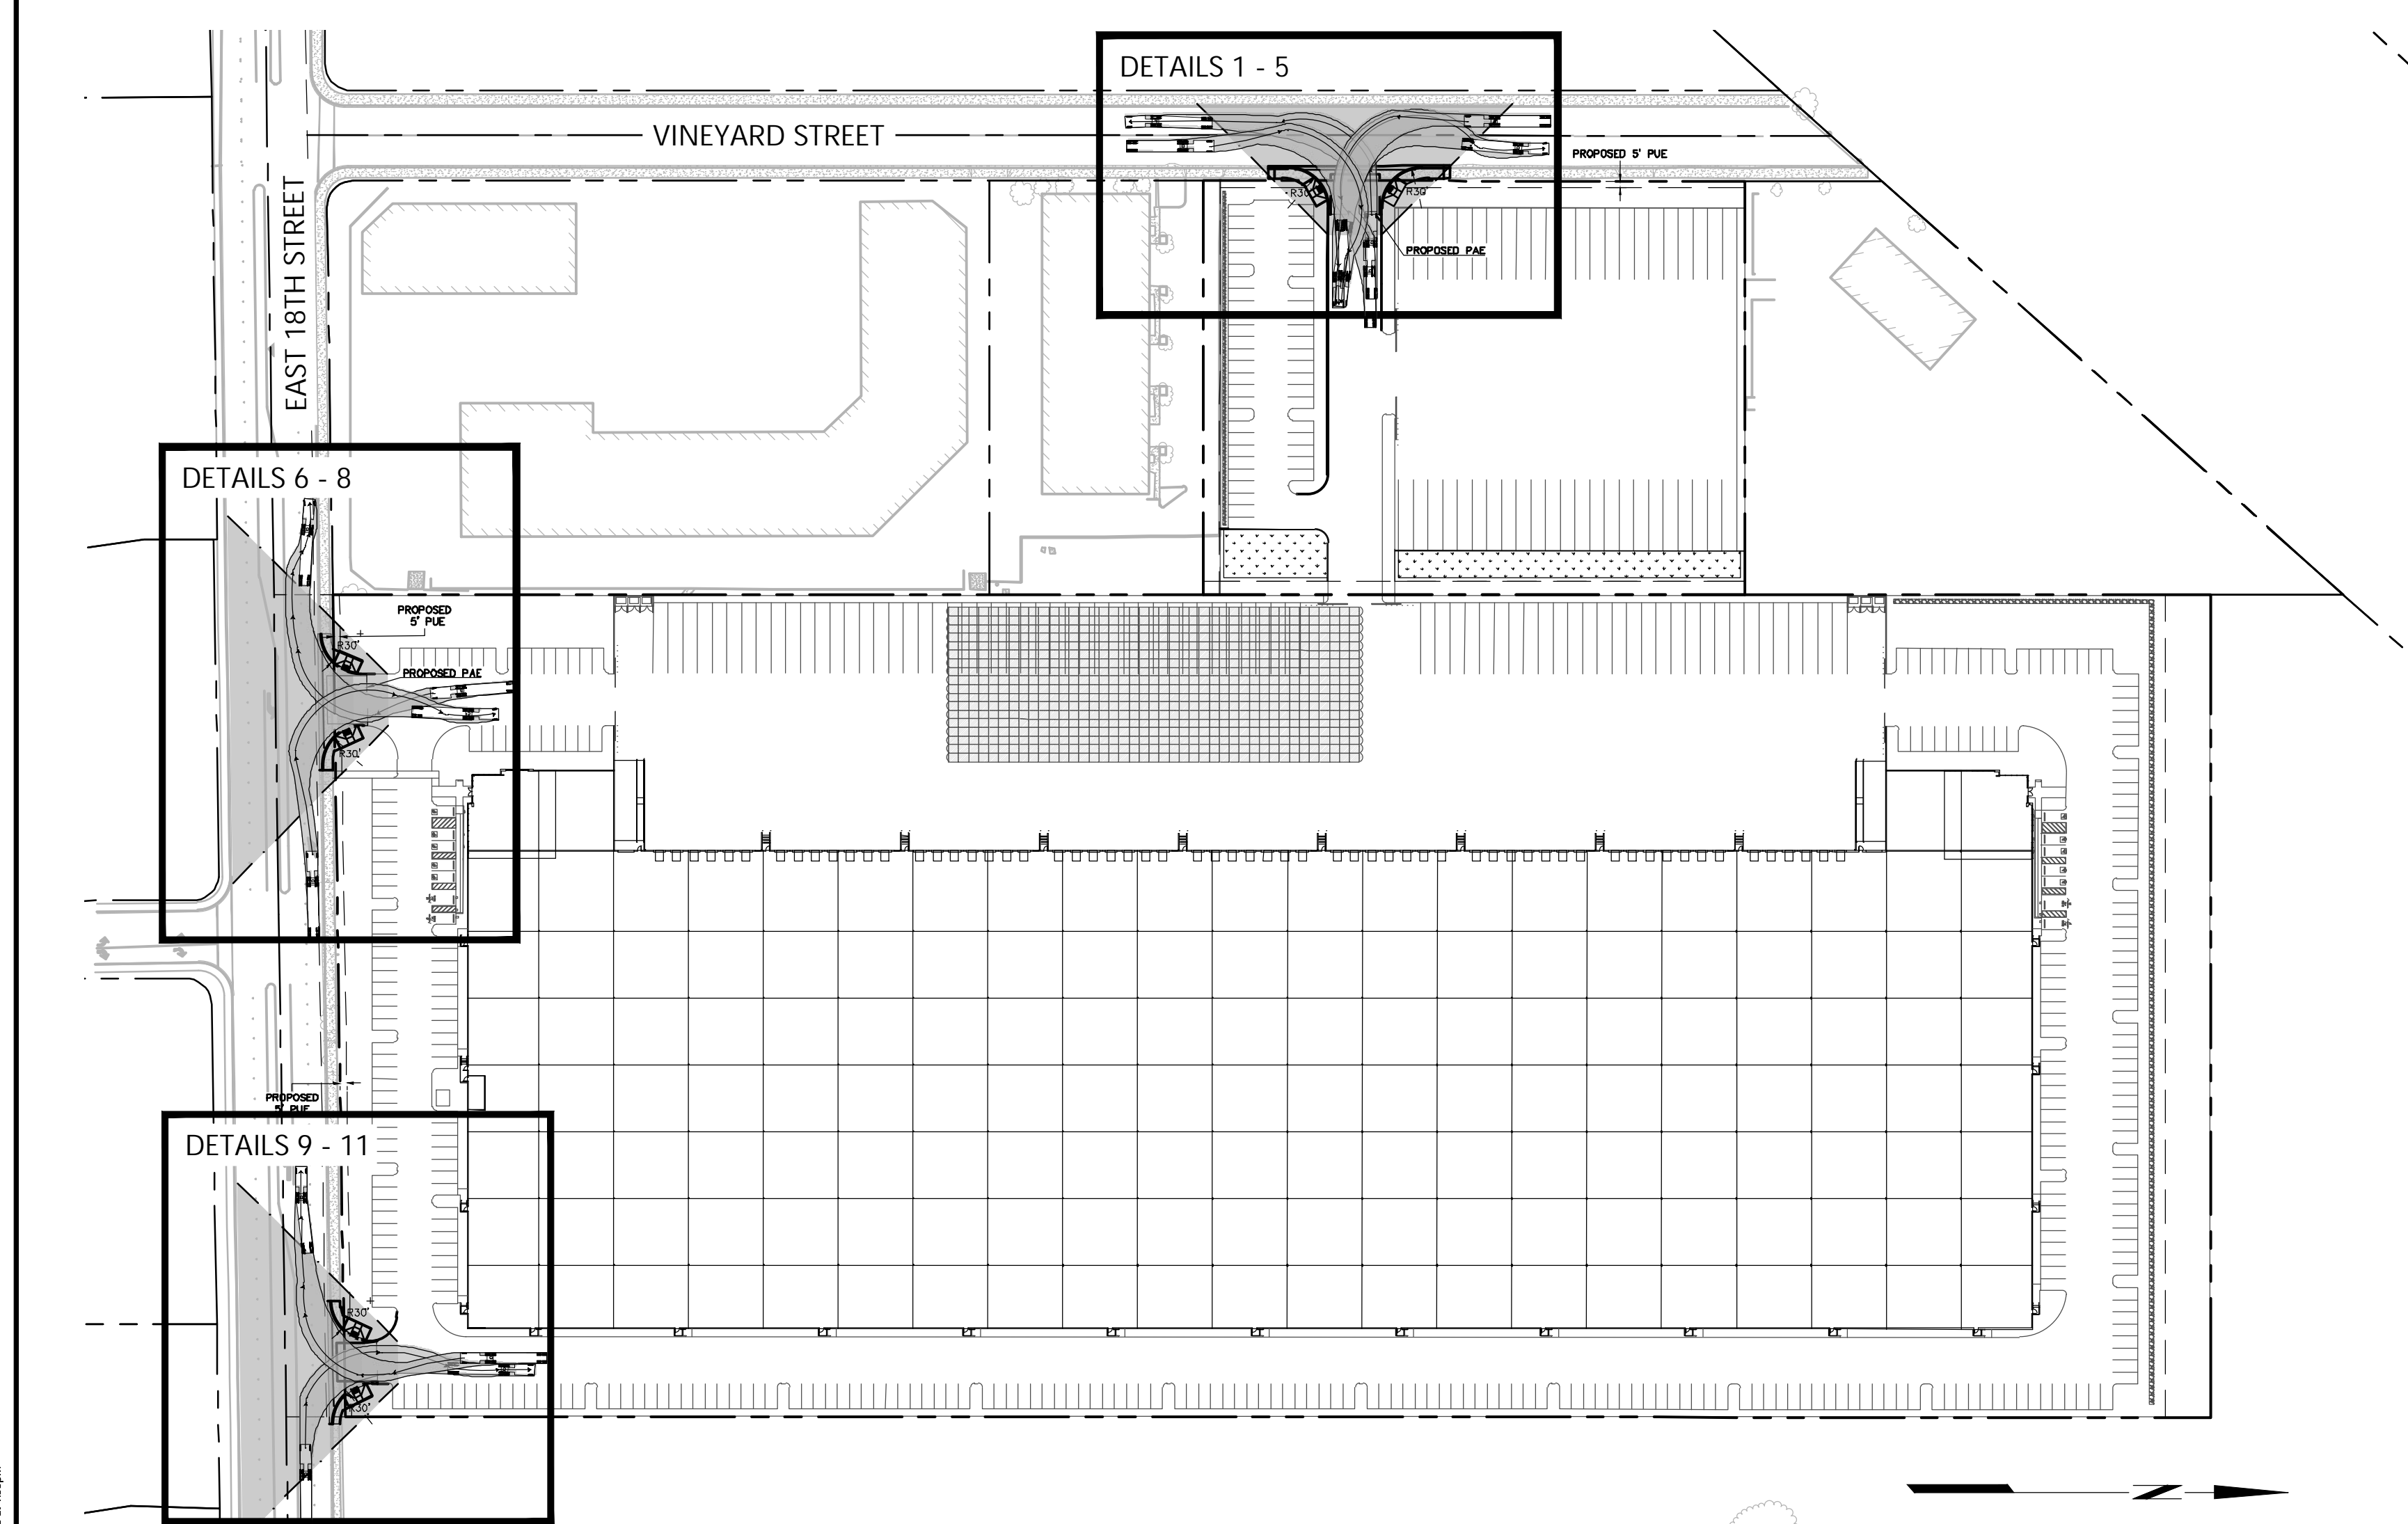 DETAILS 1 - 5
VINEYARD STREET
PROPOSED 5' PUE
R30'
R30'
PROPOSED PAE
EAST 18TH STREET
DETAILS 6 - 8
PROPOSED
5' PUE
R30'
PROPOSED PAE
R30'
PROPOSED
5' PUE
DETAILS 9 - 11
R30'
R30'
N